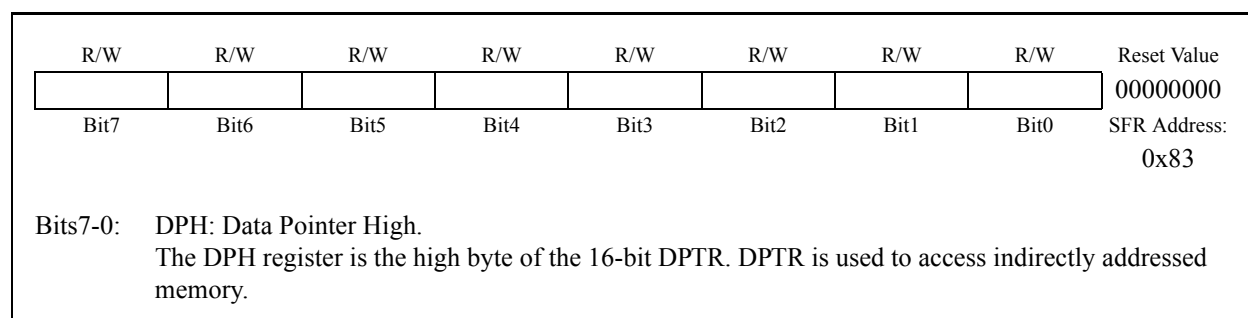 R/W R/W R/W R/W R/W R/W R/W R/W Reset Value
00000000
Bit7 Bit6 Bit5 Bit4 Bit3 Bit2 Bit1 Bit0 SFR Address:
0x83
Bits7-0: DPH: Data Pointer High.
The DPH register is the high byte of the 16-bit DPTR. DPTR is used to access indirectly addressed
memory.